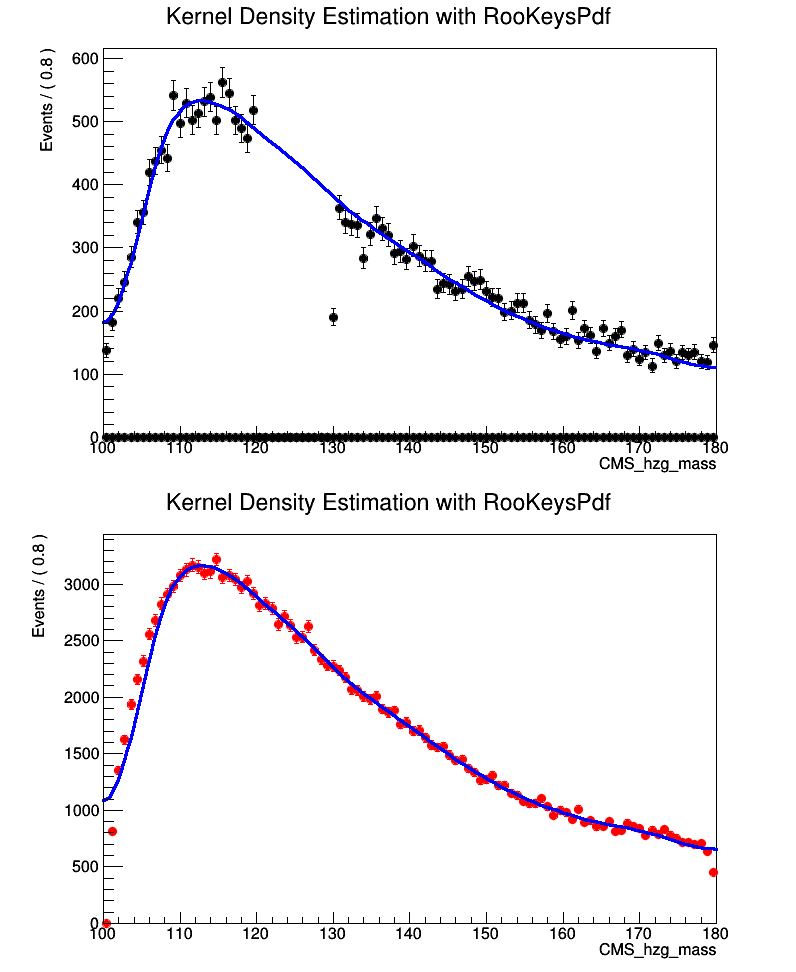 Kernel Density Estimation with RooKeysPdf
Events / ( 0.8 )
600
500
400
300
200
100
0
100 110 120 130 140 150 160 170 180
CMS_hzg_mass
Kernel Density Estimation with RooKeysPdf
Events / ( 0.8 )
3000
2500
2000
1500
1000
500
0
100 110 120 130 140 150 160 170 180
CMS_hzg_mass